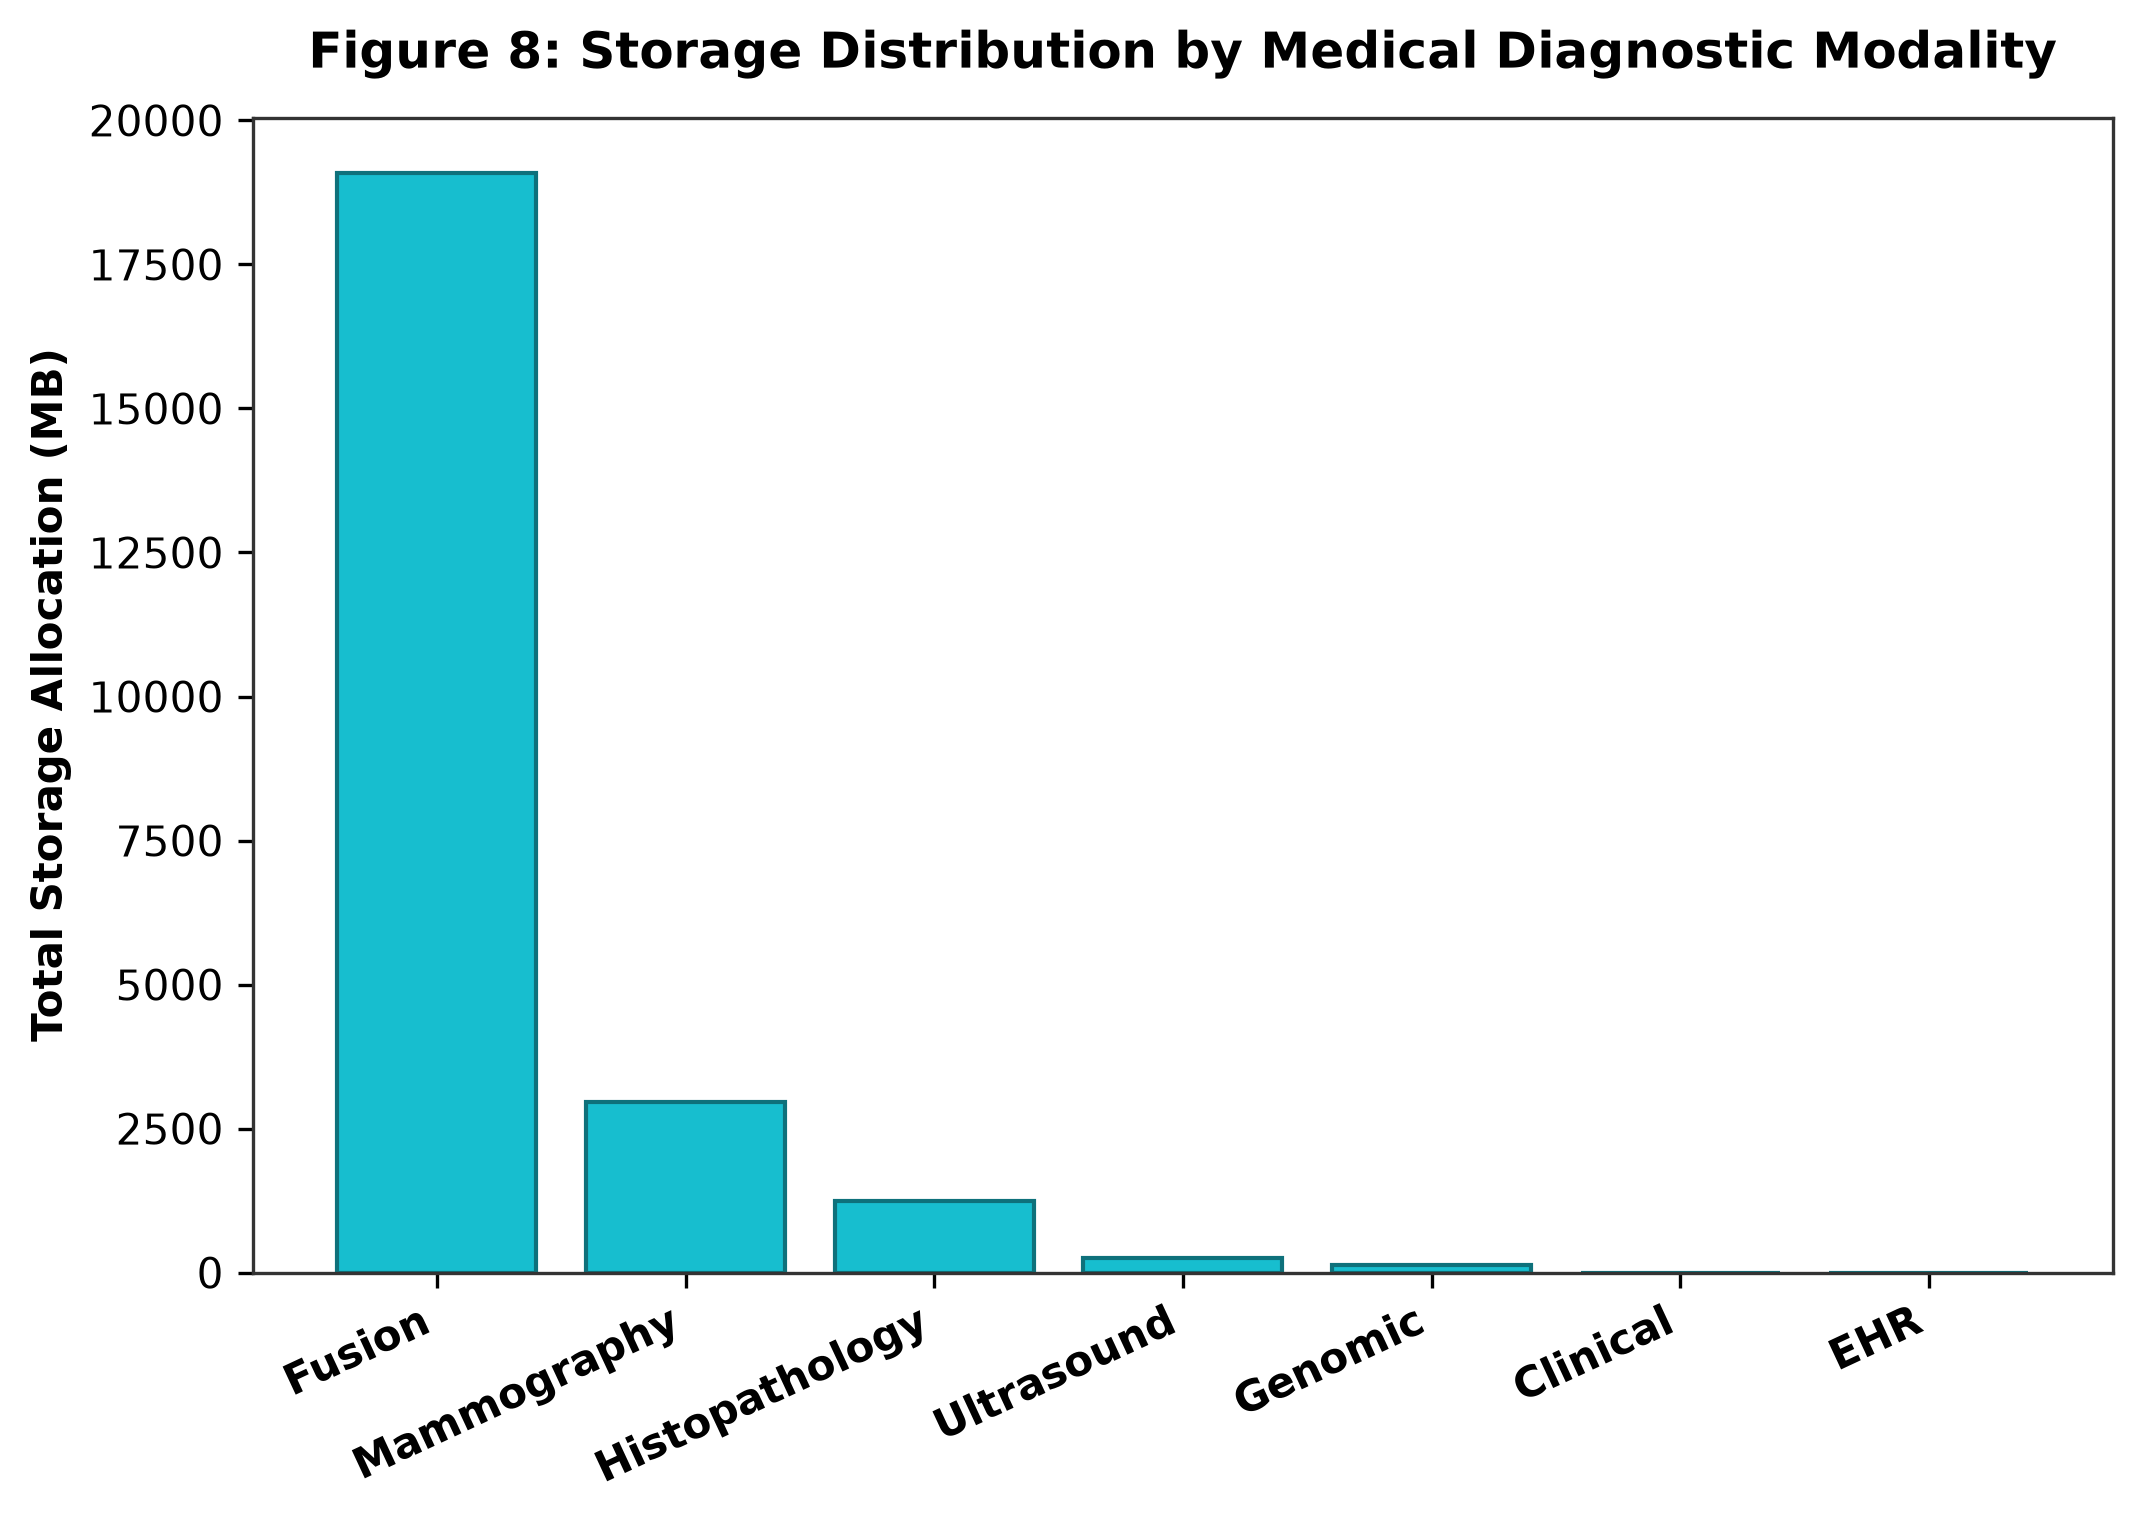 Figure 8: Storage Distribution by Medical Diagnostic Modality
Total Storage Allocation (MB)
20000
17500
15000
12500
10000
7500
5000
2500
0
Fusion
Mammography
Histopathology
Ultrasound
Genomic
Clinical
EHR